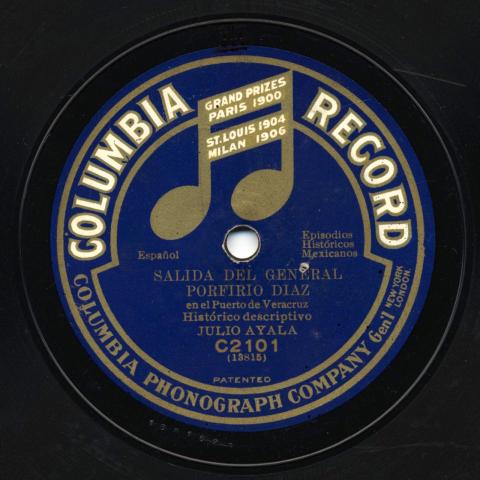 COLUMBIA RECORD
GRAND PRIZES
PARIS 1900
ST. LOUIS 1904
MILAN 1906
Español
Episodios
Históricos
Mexicanos
SALIDA DEL GENERAL
PORFIRIO DIAZ
en el Puerto de Veracruz
Histórico descriptivo
JULIO AYALA
C2101
(13815)
PATENTED
COLUMBIA PHONOGRAPH COMPANY Gen'l
NEW YORK
LONDON.